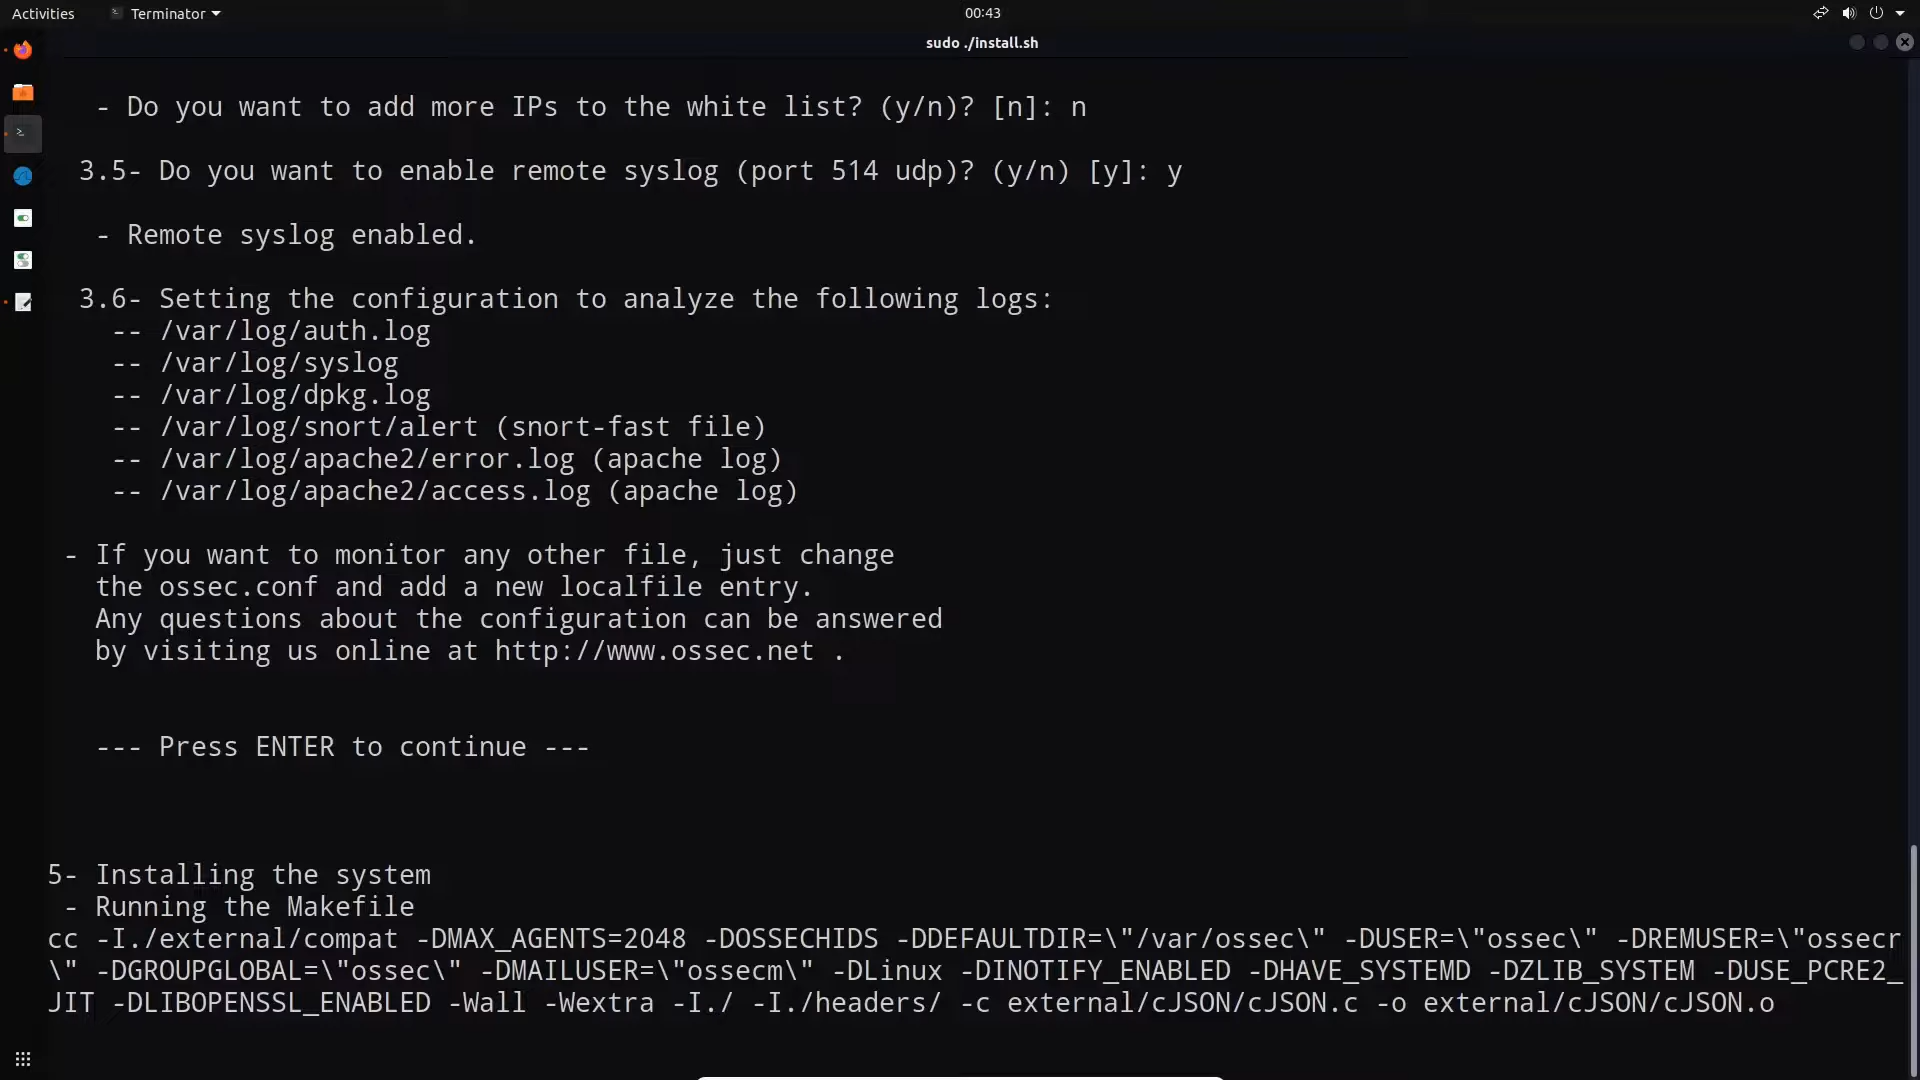 Activities
Terminator
00:43
sudo ./install.sh
- Do you want to add more IPs to the white list? (y/n)? [n]: n
3.5- Do you want to enable remote syslog (port 514 udp)? (y/n) [y]: y
- Remote syslog enabled.
3.6- Setting the configuration to analyze the following logs:
-- /var/log/auth.log
-- /var/log/syslog
-- /var/log/dpkg.log
-- /var/log/snort/alert (snort-fast file)
-- /var/log/apache2/error.log (apache log)
-- /var/log/apache2/access.log (apache log)
- If you want to monitor any other file, just change
the ossec.conf and add a new localfile entry.
Any questions about the configuration can be answered
by visiting us online at http://www.ossec.net .
--- Press ENTER to continue ---
5- Installing the system
- Running the Makefile
cc -I./external/compat -DMAX_AGENTS=2048 -DOSSECHIDS -DDEFAULTDIR=\"/var/ossec\" -DUSER=\"ossec\" -DREMUSER=\"ossecr
\" -DGROUPGLOBAL=\"ossec\" -DMAILUSER=\"ossecm\" -DLinux -DINOTIFY_ENABLED -DHAVE_SYSTEMD -DZLIB_SYSTEM -DUSE_PCRE2_
JIT -DLIBOPENSSL_ENABLED -Wall -Wextra -I./ -I./headers/ -c external/cJSON/cJSON.c -o external/cJSON/cJSON.o